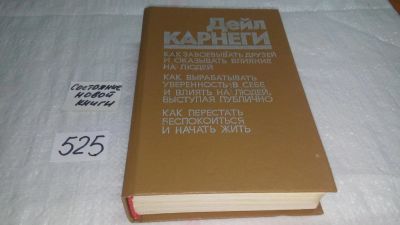 Дейл
КАРНЕГИ
КАК ЗАВОЕВЫВАТЬ ДРУЗЕЙ
И ОКАЗЫВАТЬ ВЛИЯНИЕ
НА ЛЮДЕЙ
КАК ВЫРАБАТЫВАТЬ
УВЕРЕННОСТЬ В СЕБЕ
И ВЛИЯТЬ НА ЛЮДЕЙ,
ВЫСТУПАЯ ПУБЛИЧНО
КАК ПЕРЕСТАТЬ
БЕСПОКОИТЬСЯ
И НАЧАТЬ ЖИТЬ
СОСТОЯНИЕ
НОВОЙ
КНИГИ
525